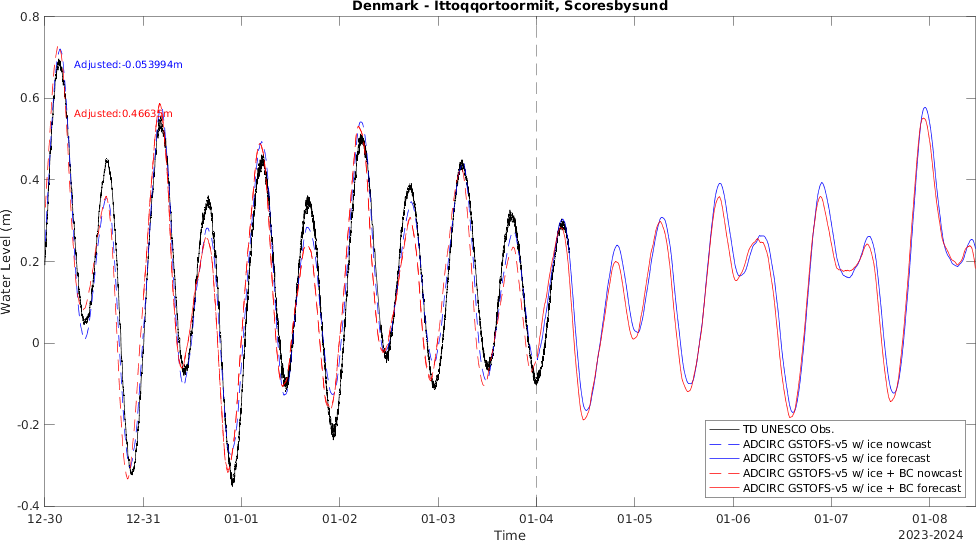 Denmark - Ittoqqortoormiit, Scoresbysund
0.8
Adjusted:-0.053994m
0.6
Adjusted:0.46635m
0.4
0.2
0
-0.2
-0.4
Water Level (m)
TD UNESCO Obs.
ADCIRC GSTOFS-v5 w/ ice nowcast
ADCIRC GSTOFS-v5 w/ ice forecast
ADCIRC GSTOFS-v5 w/ ice + BC nowcast
ADCIRC GSTOFS-v5 w/ ice + BC forecast
12-30 12-31 01-01 01-02 01-03 01-04 01-05 01-06 01-07 01-08
Time
2023-2024